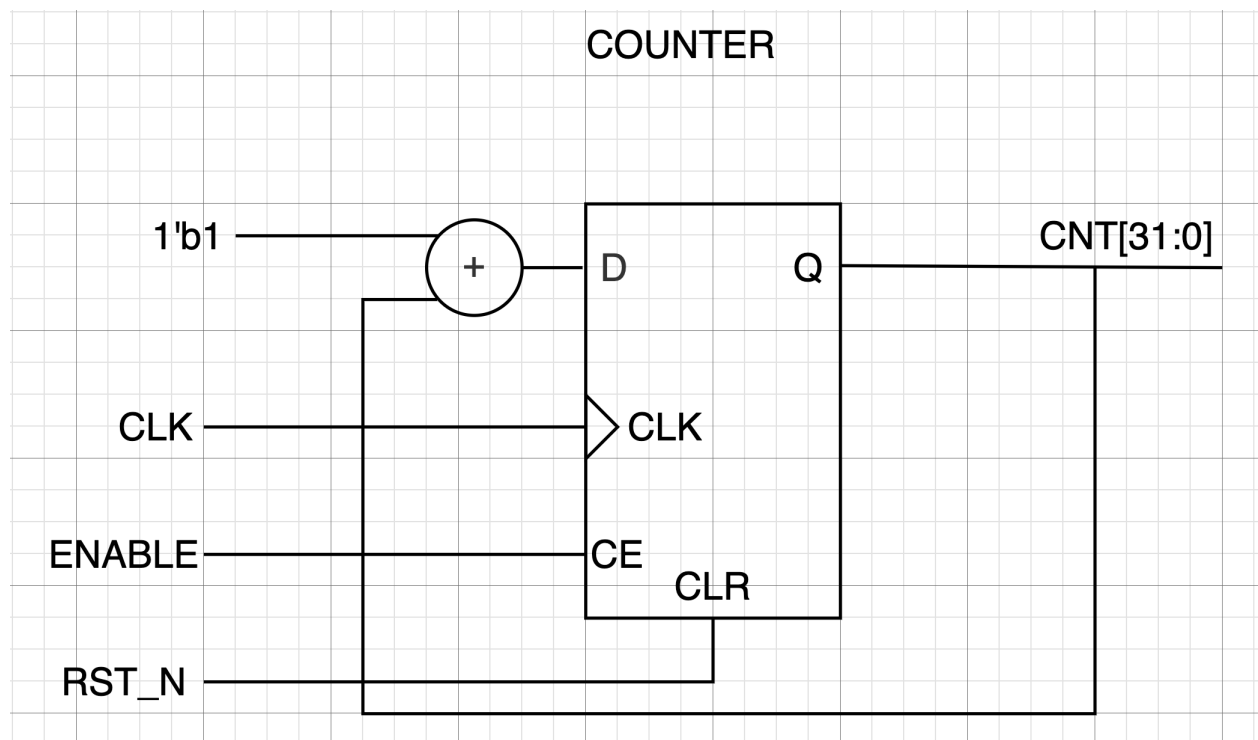 COUNTER
1'b1
+
D
Q
CNT[31:0]
CLK
CLK
ENABLE
CE
CLR
RST_N